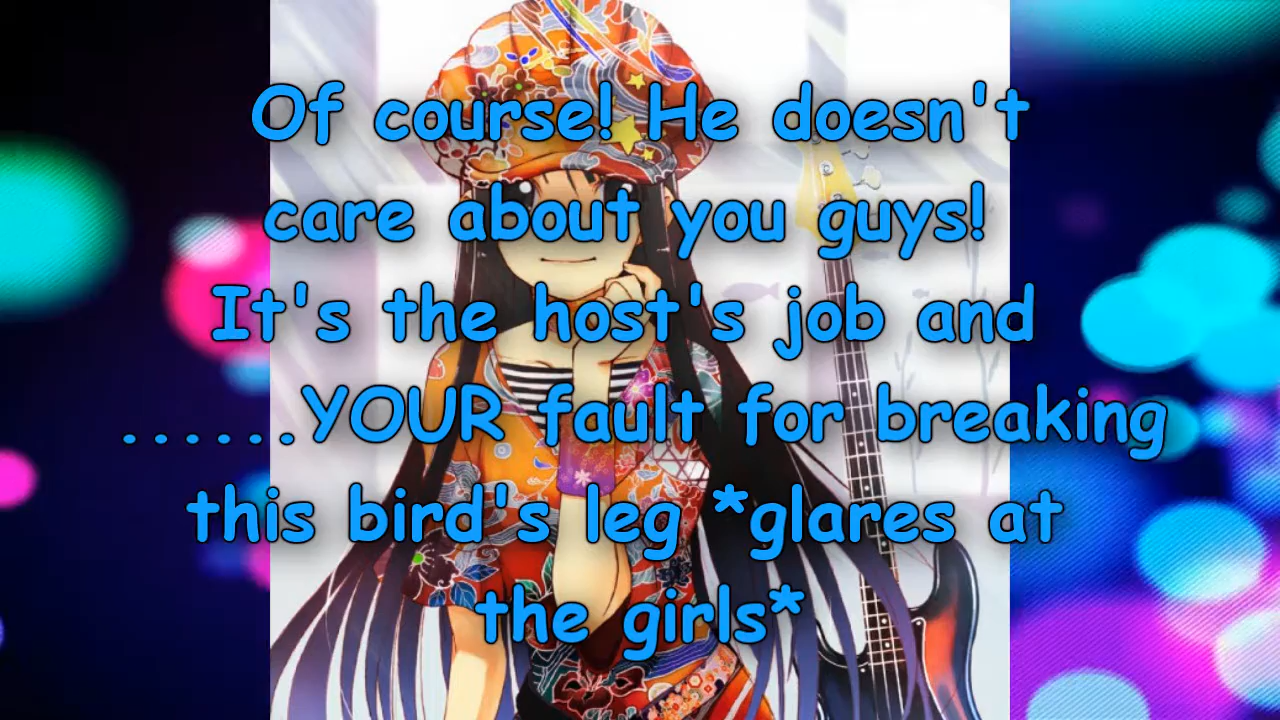 Of course! He doesn't
care about you guys!
It's the host's job and
......YOUR fault for breaking
this bird's leg *glares at
the girls*